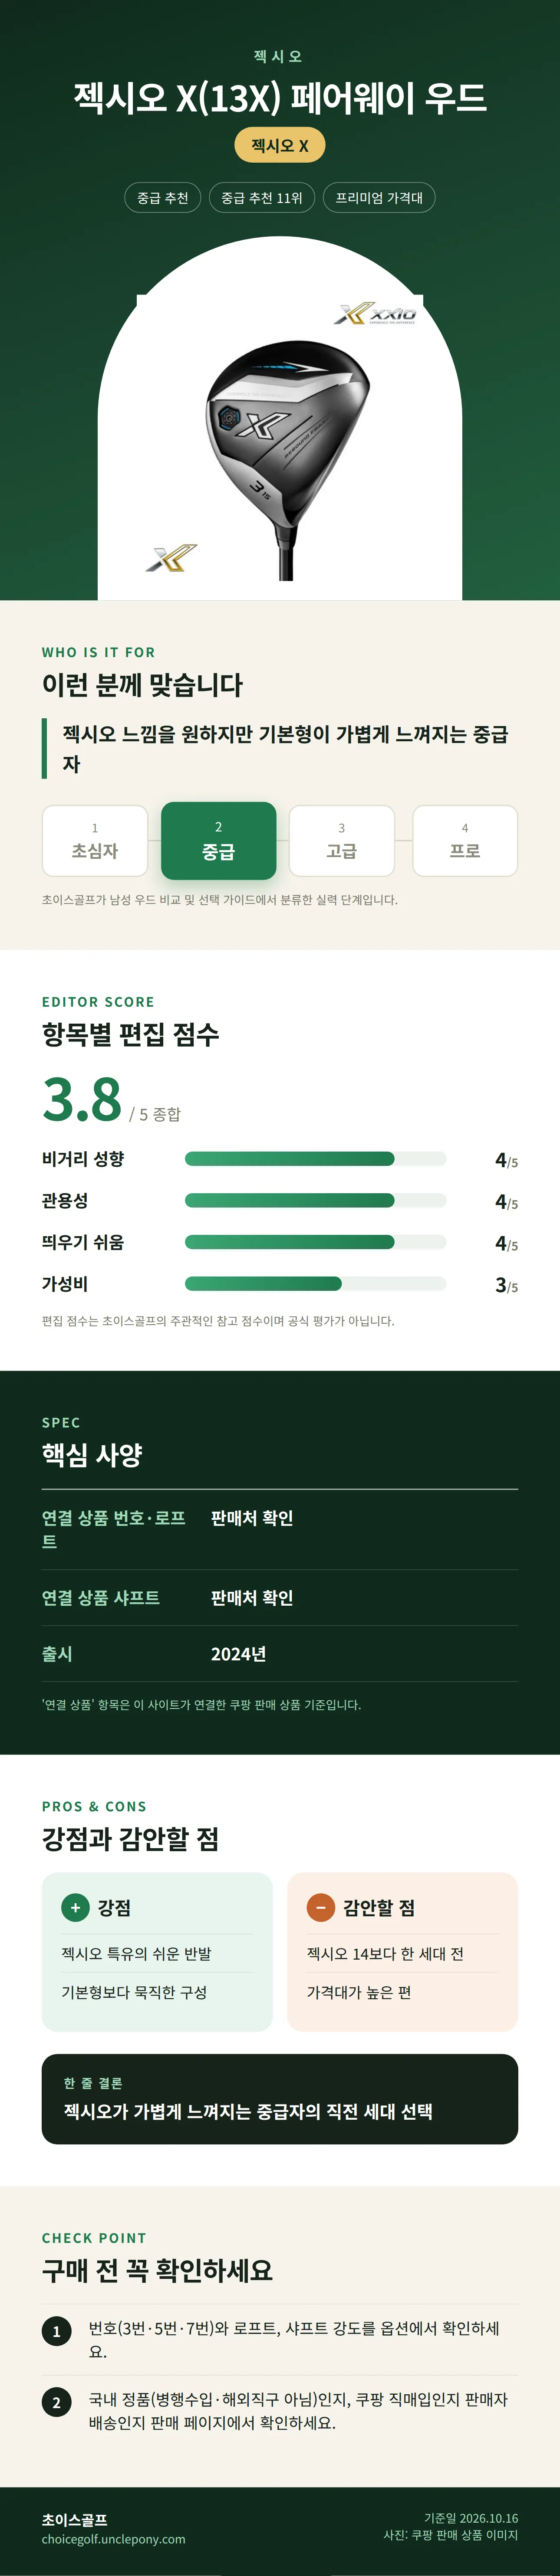 젝시오
젝시오 X(13X) 페어웨이 우드
젝시오 X
중급 추천
중급 추천 11위
프리미엄 가격대
XXIO
3 15
WHO IS IT FOR
이런 분께 맞습니다
젝시오 느낌을 원하지만 기본형이 가볍게 느껴지는 중급
자
1
초심자
2
중급
3
고급
4
프로
초이스골프가 남성 우드 비교 및 선택 가이드에서 분류한 실력 단계입니다.
EDITOR SCORE
항목별 편집 점수
3.8 / 5 종합
비거리 성향 4/5
관용성 4/5
띄우기 쉬움 4/5
가성비 3/5
편집 점수는 초이스골프의 주관적인 참고 점수이며 공식 평가가 아닙니다.
SPEC
핵심 사양
연결 상품 번호·로프 판매처 확인
트
연결 상품 샤프트 판매처 확인
출시 2024년
'연결 상품' 항목은 이 사이트가 연결한 쿠팡 판매 상품 기준입니다.
PROS & CONS
강점과 감안할 점
+ 강점
젝시오 특유의 쉬운 반발
기본형보다 묵직한 구성
− 감안할 점
젝시오 14보다 한 세대 전
가격대가 높은 편
한 줄 결론
젝시오가 가볍게 느껴지는 중급자의 직전 세대 선택
CHECK POINT
구매 전 꼭 확인하세요
1 번호(3번·5번·7번)와 로프트, 샤프트 강도를 옵션에서 확인하세
요.
2 국내 정품(병행수입·해외직구 아님)인지, 쿠팡 직매입인지 판매자
배송인지 판매 페이지에서 확인하세요.
초이스골프
choicegolf.unclepony.com
기준일 2026.10.16
사진: 쿠팡 판매 상품 이미지